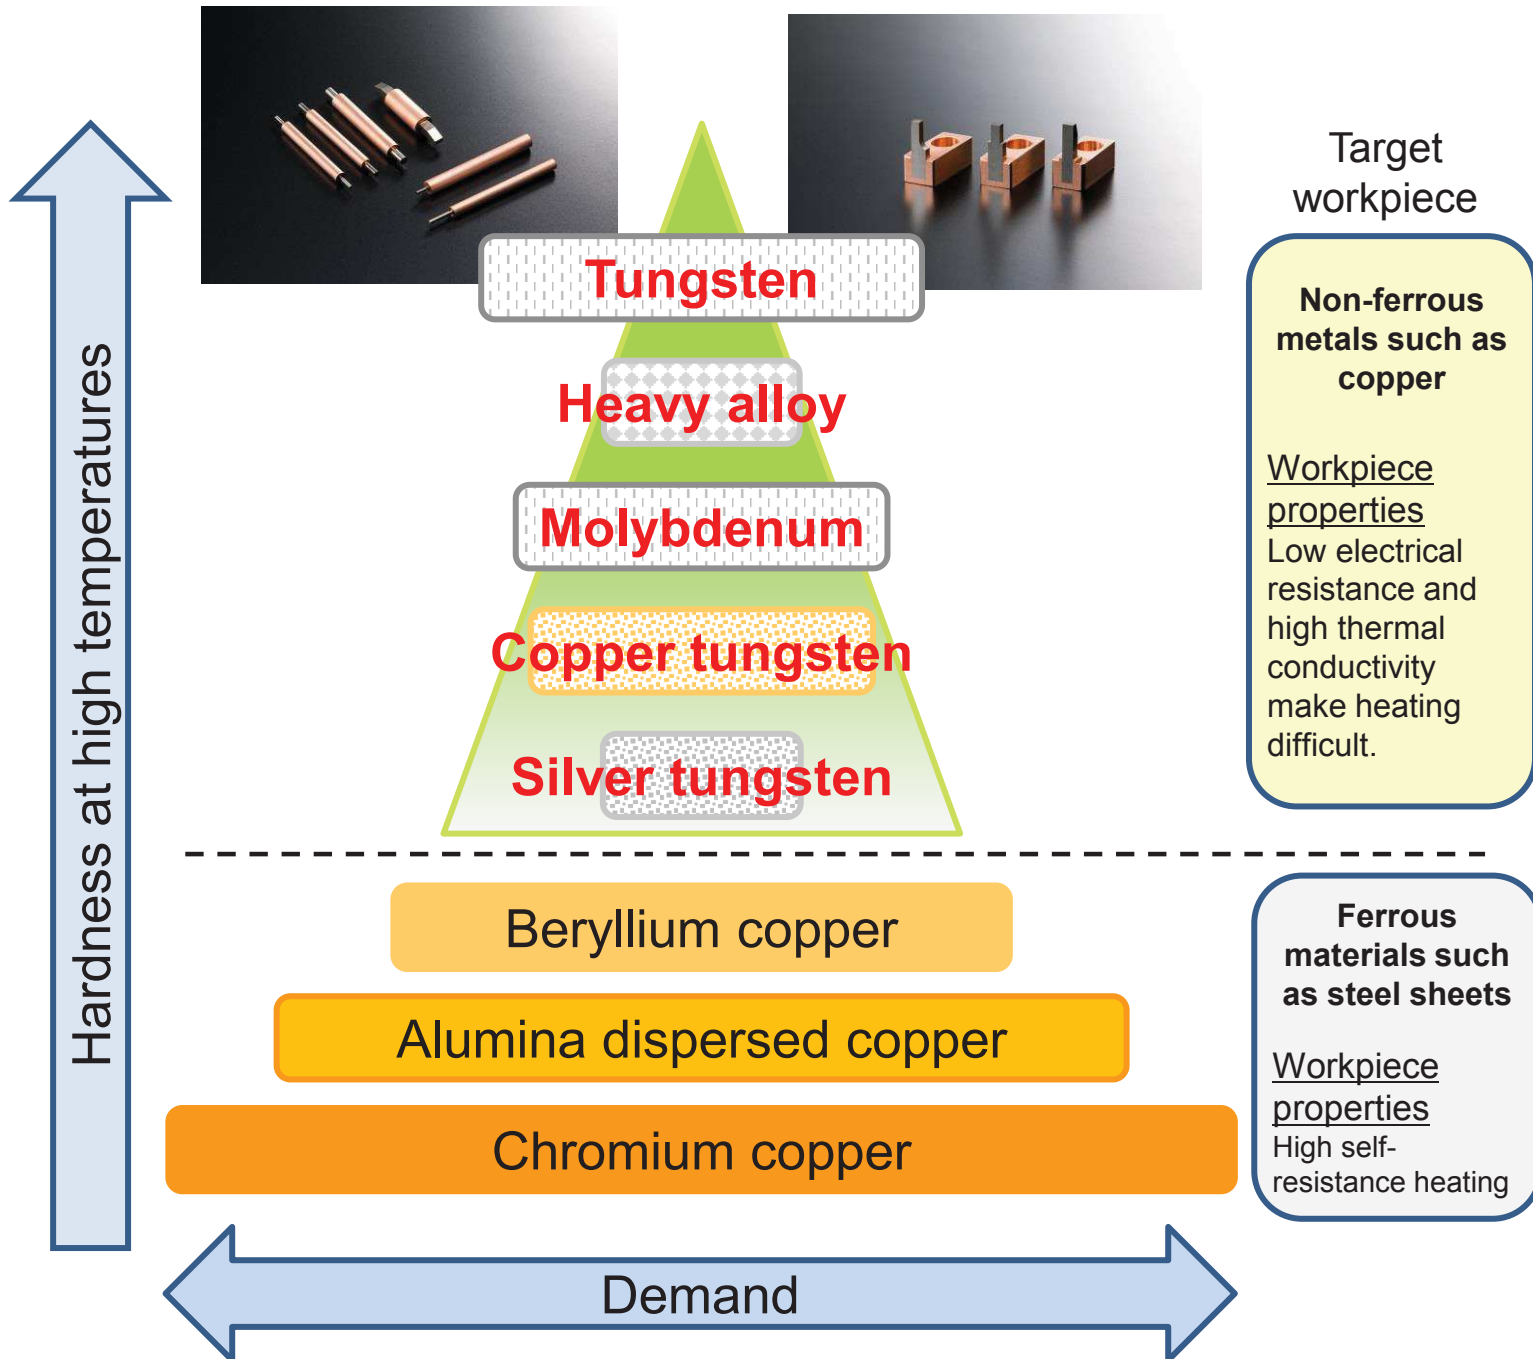 Hardness at high temperatures
Tungsten
Heavy alloy
Molybdenum
Copper tungsten
Silver tungsten
Beryllium copper
Alumina dispersed copper
Chromium copper
Demand
Target
workpiece
Non-ferrous
metals such as
copper
Workpiece
properties
Low electrical
resistance and
high thermal
conductivity
make heating
difficult.
Ferrous
materials such
as steel sheets
Workpiece
properties
High self-
resistance heating